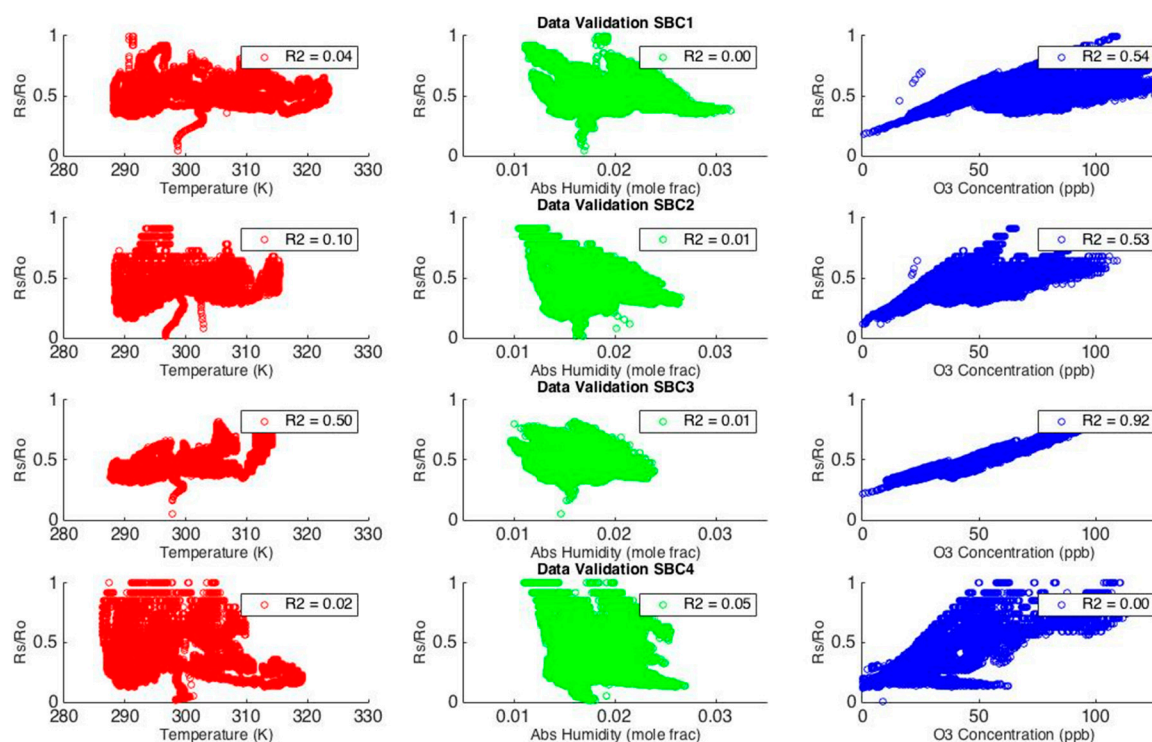 Data Validation SBC1
1
0.5
0
280 290 300 310 320 330
Rs/Ro
Temperature (K)
R2 = 0.04
1
0.5
0
0.01 0.02 0.03
Rs/Ro
Abs Humidity (mole frac)
R2 = 0.00
1
0.5
0
0 50 100
Rs/Ro
O3 Concentration (ppb)
R2 = 0.54
Data Validation SBC2
1
0.5
0
280 290 300 310 320 330
Rs/Ro
Temperature (K)
R2 = 0.10
1
0.5
0
0.01 0.02 0.03
Rs/Ro
Abs Humidity (mole frac)
R2 = 0.01
1
0.5
0
0 50 100
Rs/Ro
O3 Concentration (ppb)
R2 = 0.53
Data Validation SBC3
1
0.5
0
280 290 300 310 320 330
Rs/Ro
Temperature (K)
R2 = 0.50
1
0.5
0
0.01 0.02 0.03
Rs/Ro
Abs Humidity (mole frac)
R2 = 0.01
1
0.5
0
0 50 100
Rs/Ro
O3 Concentration (ppb)
R2 = 0.92
Data Validation SBC4
1
0.5
0
280 290 300 310 320 330
Rs/Ro
Temperature (K)
R2 = 0.02
1
0.5
0
0.01 0.02 0.03
Rs/Ro
Abs Humidity (mole frac)
R2 = 0.05
1
0.5
0
0 50 100
Rs/Ro
O3 Concentration (ppb)
R2 = 0.00